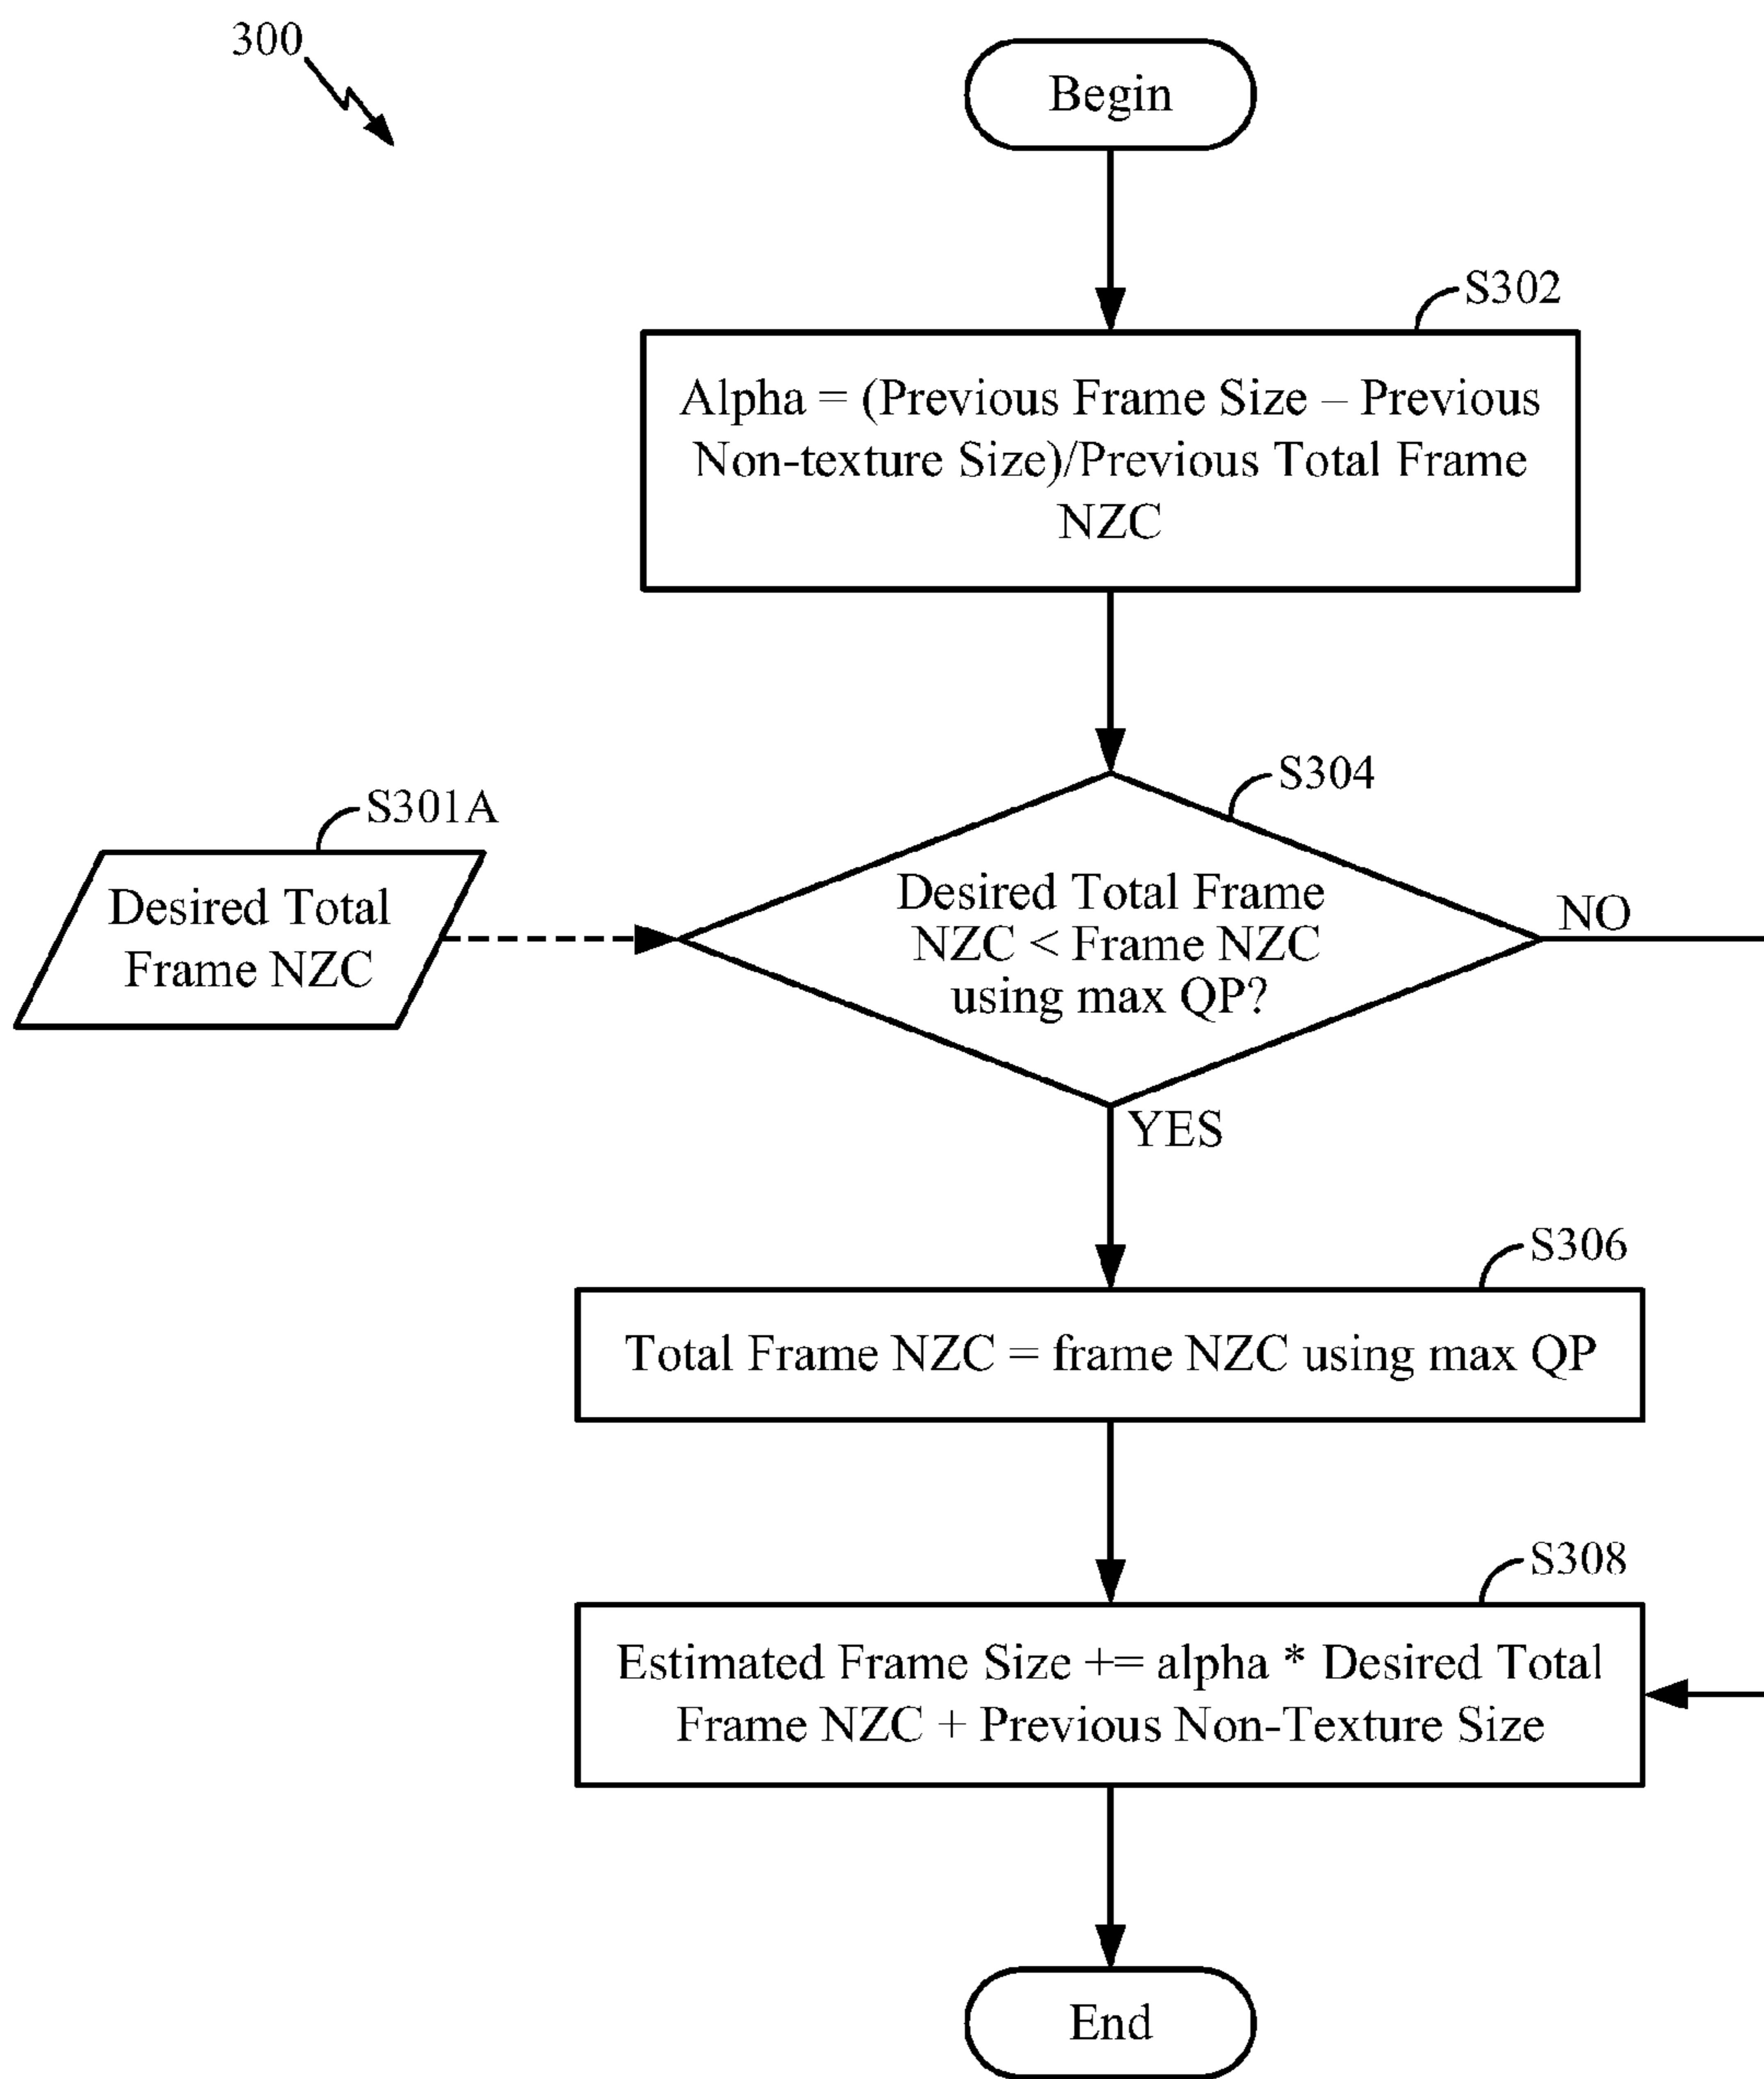 300
Begin
S302
Alpha = (Previous Frame Size – Previous
Non-texture Size)/Previous Total Frame
NZC
S304
S301A
Desired Total
Frame NZC
Desired Total Frame
NZC < Frame NZC
using max QP?
NO
YES
S306
Total Frame NZC = frame NZC using max QP
S308
Estimated Frame Size += alpha * Desired Total
Frame NZC + Previous Non-Texture Size
End